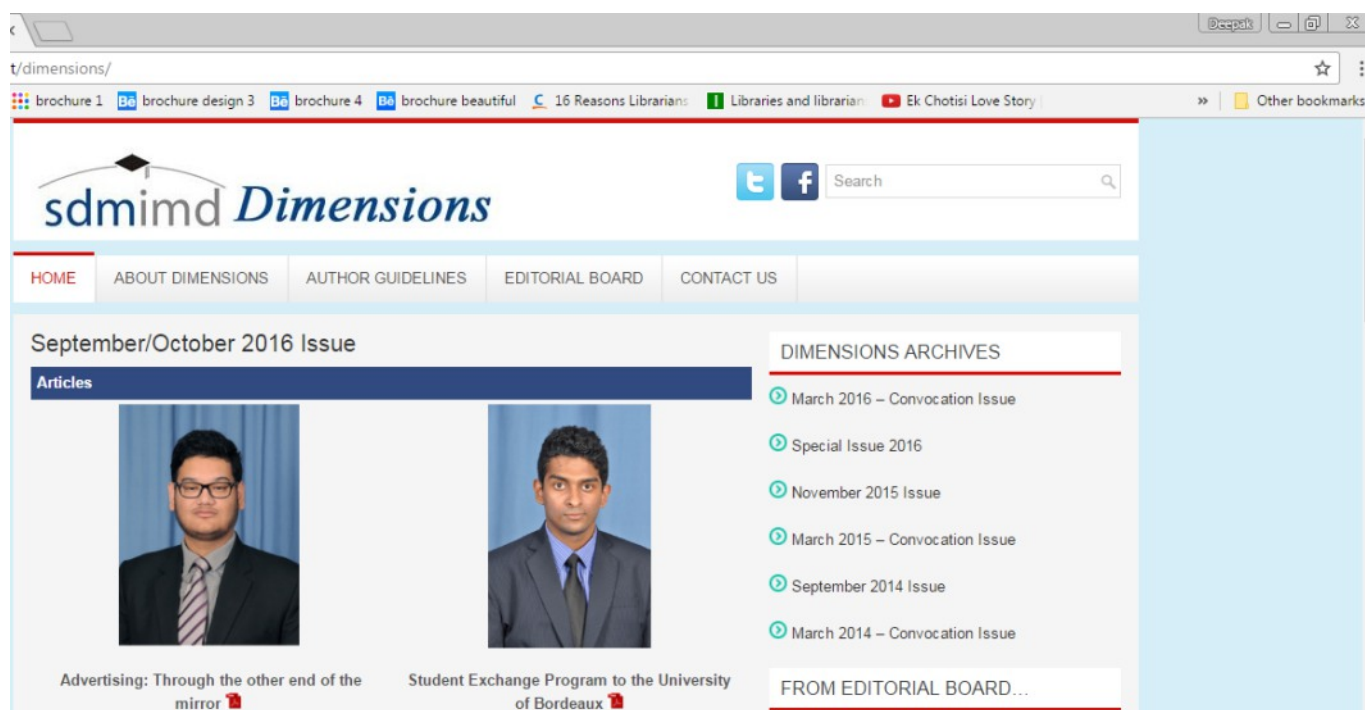 Deepak
t/dimensions/
brochure 1 Bē brochure design 3 Bē brochure 4 Bē brochure beautiful 16 Reasons Librarians Libraries and librarian Ek Chotisi Love Story » Other bookmarks
sdmimd Dimensions
Search
HOME ABOUT DIMENSIONS AUTHOR GUIDELINES EDITORIAL BOARD CONTACT US
September/October 2016 Issue
Articles
Advertising: Through the other end of the
mirror
Student Exchange Program to the University
of Bordeaux
DIMENSIONS ARCHIVES
March 2016 – Convocation Issue
Special Issue 2016
November 2015 Issue
March 2015 – Convocation Issue
September 2014 Issue
March 2014 – Convocation Issue
FROM EDITORIAL BOARD...